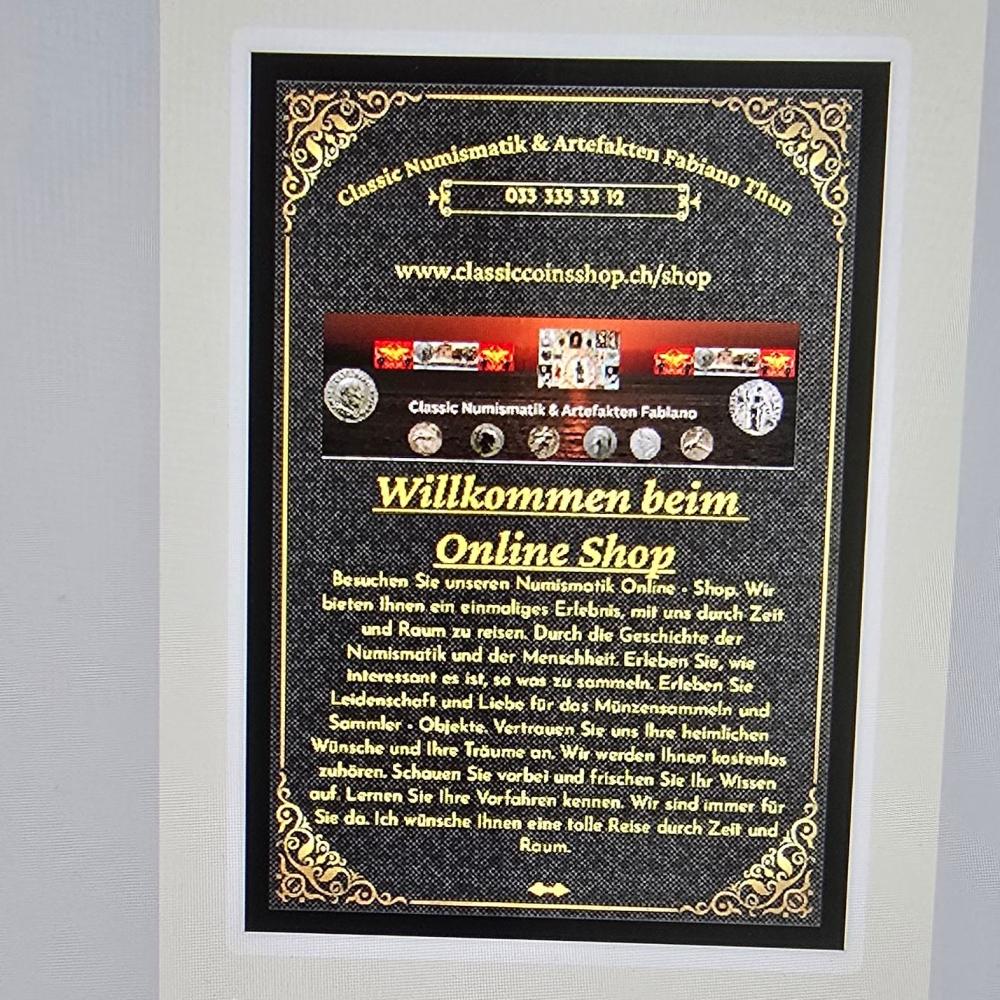 Classic Numismatik & Artefakten Fabiano Thun
033 335 33 12
www.classiccoinsshop.ch/shop
Classic Numismatik & Artefakten Fabiano
Willkommen beim
Online Shop
Besuchen Sie unseren Numismatik Online - Shop. Wir
bieten Ihnen ein einmaliges Erlebnis, mit uns durch Zeit
und Raum zu reisen. Durch die Geschichte der
Numismatik und der Menschheit. Erleben Sie, wie
interessant es ist, so was zu sammeln. Erleben Sie
Leidenschaft und Liebe für das Münzensammeln und
Sammler - Objekte. Vertrauen Sie uns Ihre heimlichen
Wünsche und Ihre Träume an. Wir werden Ihnen kostenlos
zuhören. Schauen Sie vorbei und frischen Sie Ihr Wissen
auf. Lernen Sie Ihre Vorfahren kennen. Wir sind immer für
Sie da. Ich wünsche Ihnen eine tolle Reise durch Zeit und
Raum.